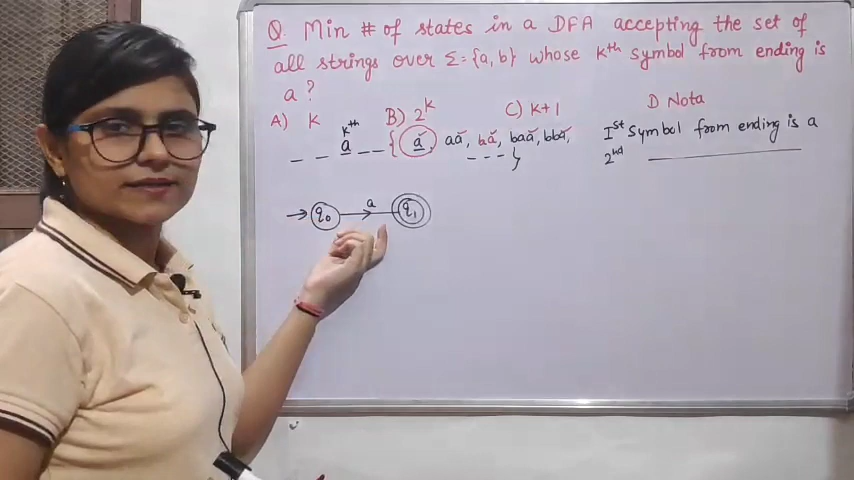 Q. Min # of states in a DFA accepting the set of
all strings over Σ={a,b} whose kth symbol from ending is
a?
A) k B) 2^k C) k+1 D Nota
kth
_ _ a _ _ { a, aa, ba, baa, bba, Ist symbol from ending is a
- - - } 2nd ————
→ q0 a q1